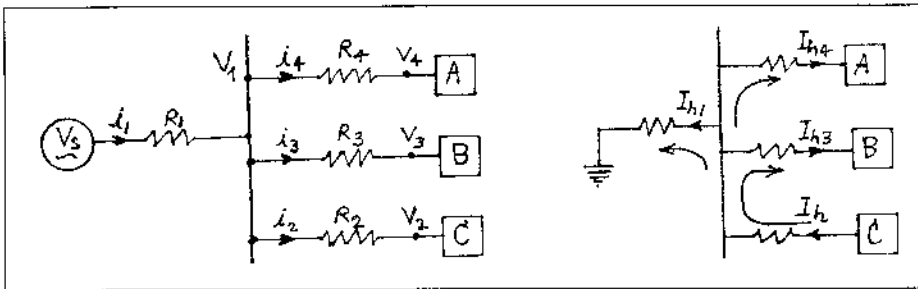 V1 i4 R4 V4 A
Vs i1 R1
i3 R3 V3 B
i2 R2 V2 C
Ih4 A
Ih1
Ih3 B
Ih C